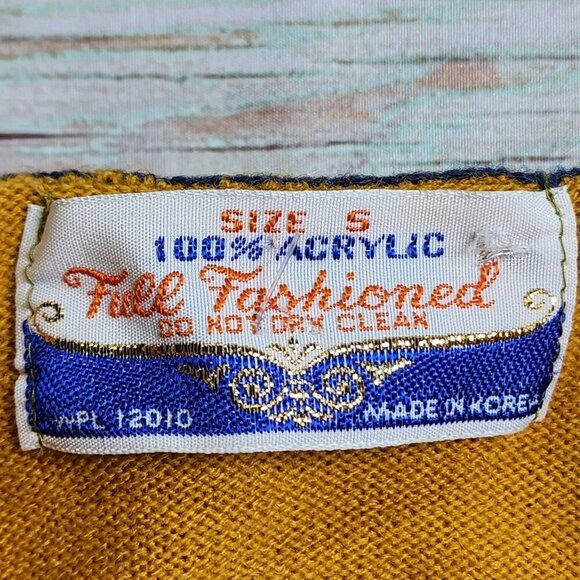 SIZE S
100% ACRYLIC
Full Fashioned
DO NOT DRY CLEAN
WPL 12010 MADE IN KOREA